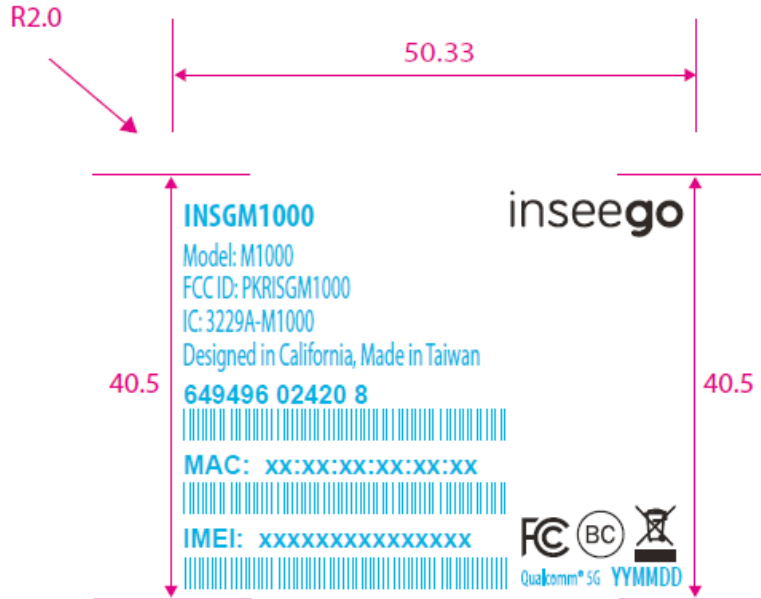 R2.0
50.33
INSGM1000
inseego
Model: M1000
FCC ID: PKRISGM1000
IC: 3229A-M1000
Designed in California, Made in Taiwan
40.5
40.5
649496 02420 8
MAC: xx:xx:xx:xx:xx:xx
IMEI: xxxxxxxxxxxxxxx
FC
BC
Qualcomm® 5G YYMMDD